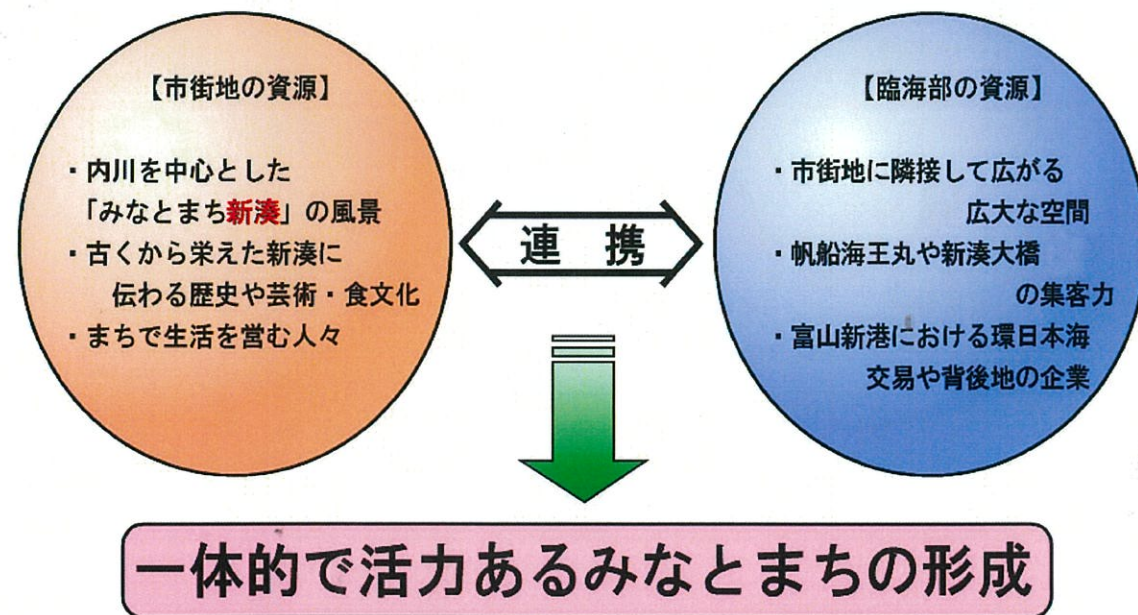 【市街地の資源】
・内川を中心とした
「みなとまち新湊」の風景
・古くから栄えた新湊に
伝わる歴史や芸術・食文化
・まちで生活を営む人々
連 携
【臨海部の資源】
・市街地に隣接して広がる
広大な空間
・帆船海王丸や新湊大橋
の集客力
・富山新港における環日本海
交易や背後地の企業
一体的で活力あるみなとまちの形成